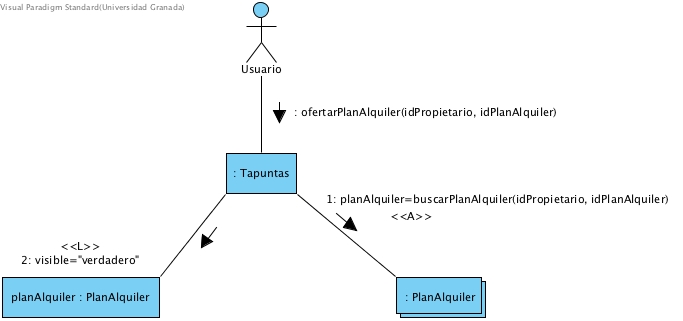 Visual Paradigm Standard(Universidad Granada)
Usuario
: ofertarPlanAlquiler(idPropietario, idPlanAlquiler)
: Tapuntas
1: planAlquiler=buscarPlanAlquiler(idPropietario, idPlanAlquiler)
<<A>>
<<L>>
2: visible="verdadero"
planAlquiler : PlanAlquiler
: PlanAlquiler